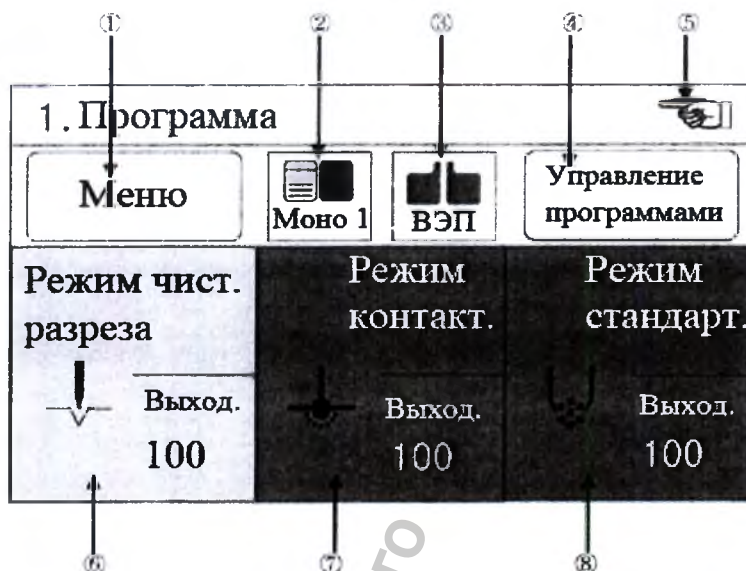 ① ② ③ ④ ⑤
1. Программа
Меню
Моно 1
ВЭП
Управление
программами
Режим чист.
разреза
Выход.
100
Режим
контакт.
Выход.
100
Режим
стандарт.
Выход.
100
⑥ ⑦ ⑧
го